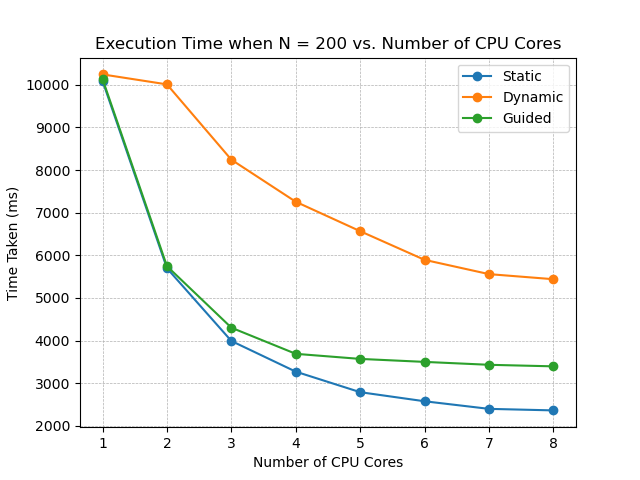 Execution Time when N = 200 vs. Number of CPU Cores
Static
Dynamic
Guided
Time Taken (ms)
10000
9000
8000
7000
6000
5000
4000
3000
2000
1 2 3 4 5 6 7 8
Number of CPU Cores